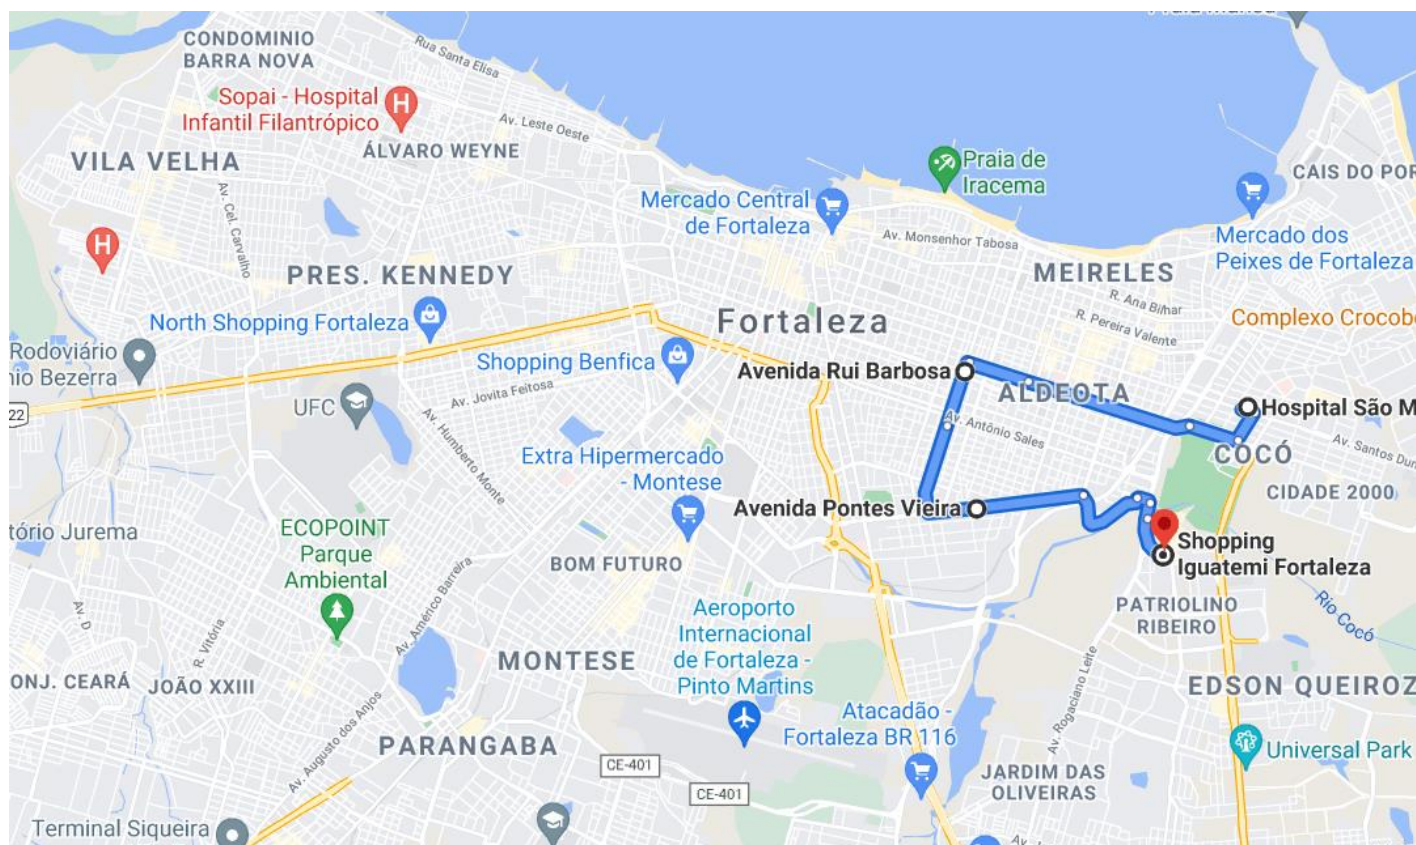 CONDOMINIO
BARRA NOVA
Rua Santa Elisa
Sopai - Hospital
Infantil Filantrópico
H
Av. Leste Oeste
ÁLVARO WEYNE
VILA VELHA
Praia de
Iracema
CAIS DO POR
Av. Cel. Carvalho
Mercado Central
de Fortaleza
H
Av. Monsenhor Tabosa
Mercado dos
Peixes de Fortaleza
PRES. KENNEDY
MEIRELES
R. Ana Bilhar
R. Pereira Valente
North Shopping Fortaleza
Fortaleza
Complexo Crocobe
Rodoviário
nio Bezerra
Shopping Benfica
Avenida Rui Barbosa
ALDEOTA
Av. Jovita Feitosa
22
UFC
Av. Humberto Monte
Av. Antônio Sales
Hospital São M
Av. Santos Dum
COCÓ
Extra Hipermercado
- Montese
CIDADE 2000
Avenida Pontes Vieira
tório Jurema
ECOPOINT
Parque
Ambiental
Shopping
Iguatemi Fortaleza
BOM FUTURO
Av. Américo Barreira
Av. D
R. Vitória
Aeroporto
Internacional
de Fortaleza -
Pinto Martins
PATRIOLINO
RIBEIRO
Rio Cocó
MONTESE
ONJ. CEARÁ
JOÃO XXIII
Av. Rogaciano Leite
EDSON QUEIROZ
Av. Augusto dos Anjos
Atacadão -
Fortaleza BR 116
PARANGABA
Universal Park
CE-401
JARDIM DAS
OLIVEIRAS
CE-401
Terminal Siqueira
Av.